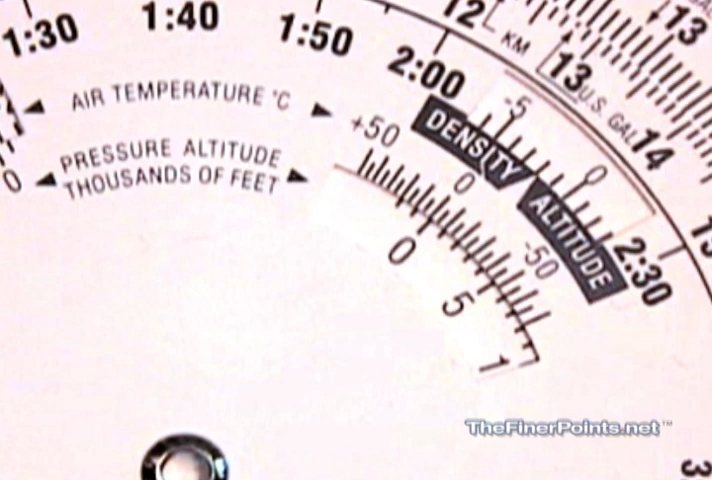 1:30
1:40
1:50
2:00
12
KM
13
U.S. GAL
13
14
AIR TEMPERATURE °C
+50
DENSITY
-5
0
PRESSURE ALTITUDE
THOUSANDS OF FEET
0
0
ALTITUDE
-50
2:30
0
5
1
TheFinerPoints.net™